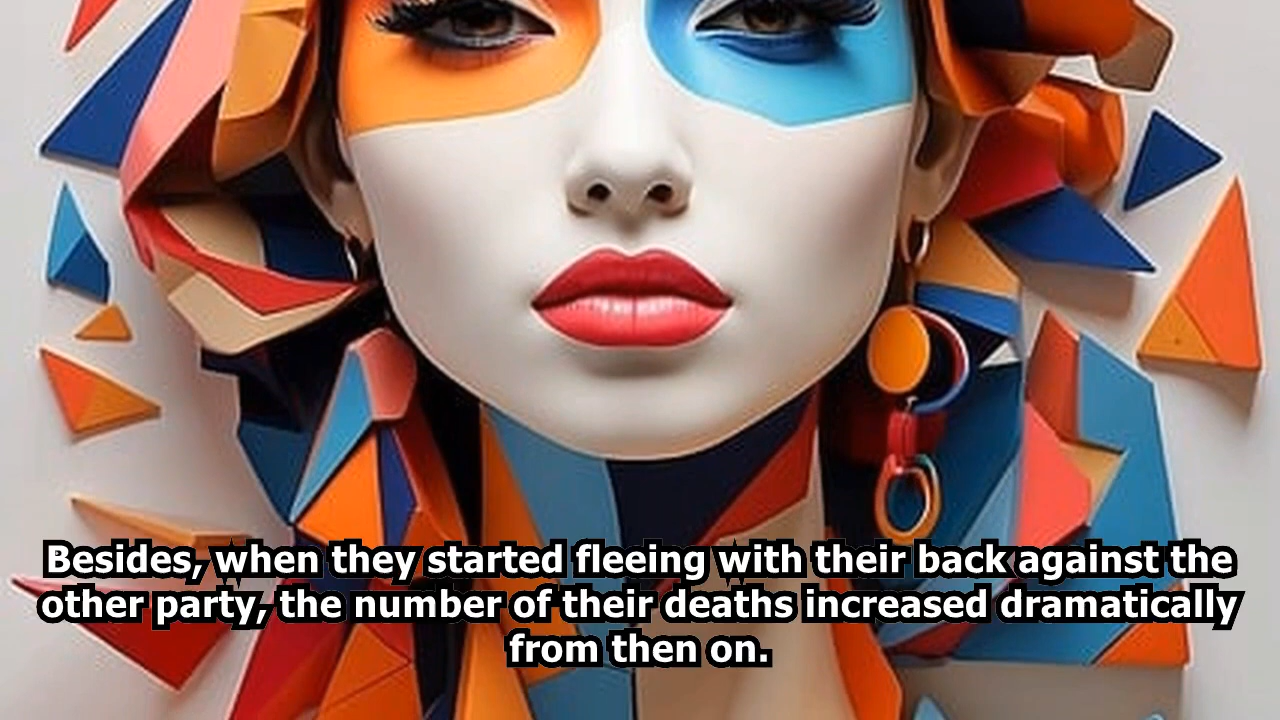 Besides, when they started fleeing with their back against the
other party, the number of their deaths increased dramatically
from then on.